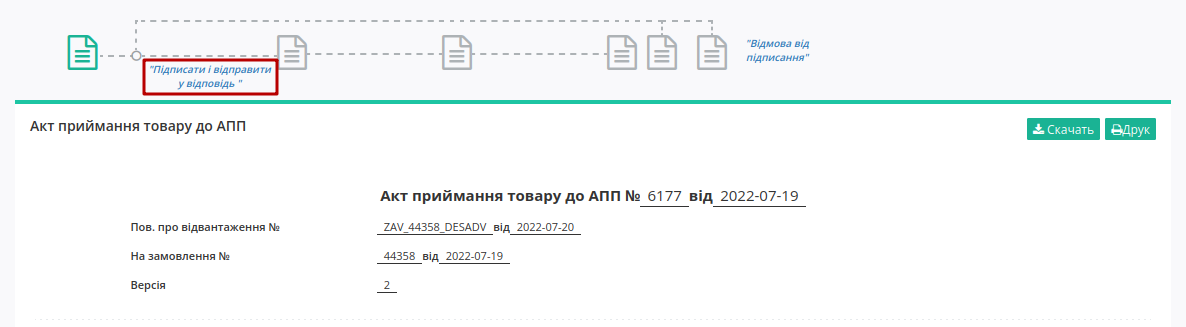 "Відмова від
підписання"
"Підписати і відправити
у відповідь "
Акт приймання товару до АПП
Скачать
Друк
Акт приймання товару до АПП № 6177 від 2022-07-19
Пов. про відвантаження № ZAV_44358_DESADV від 2022-07-20
На замовлення № 44358 від 2022-07-19
Версія 2